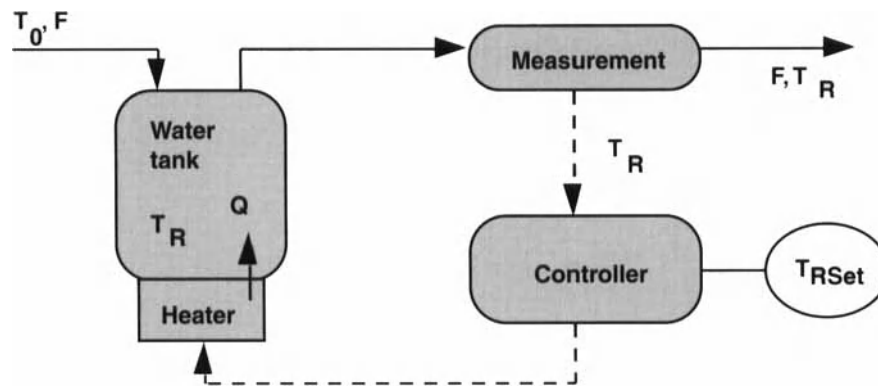 T0, F
Measurement
F, TR
Water
tank
TR
Q
TR
Controller
TRSet
Heater